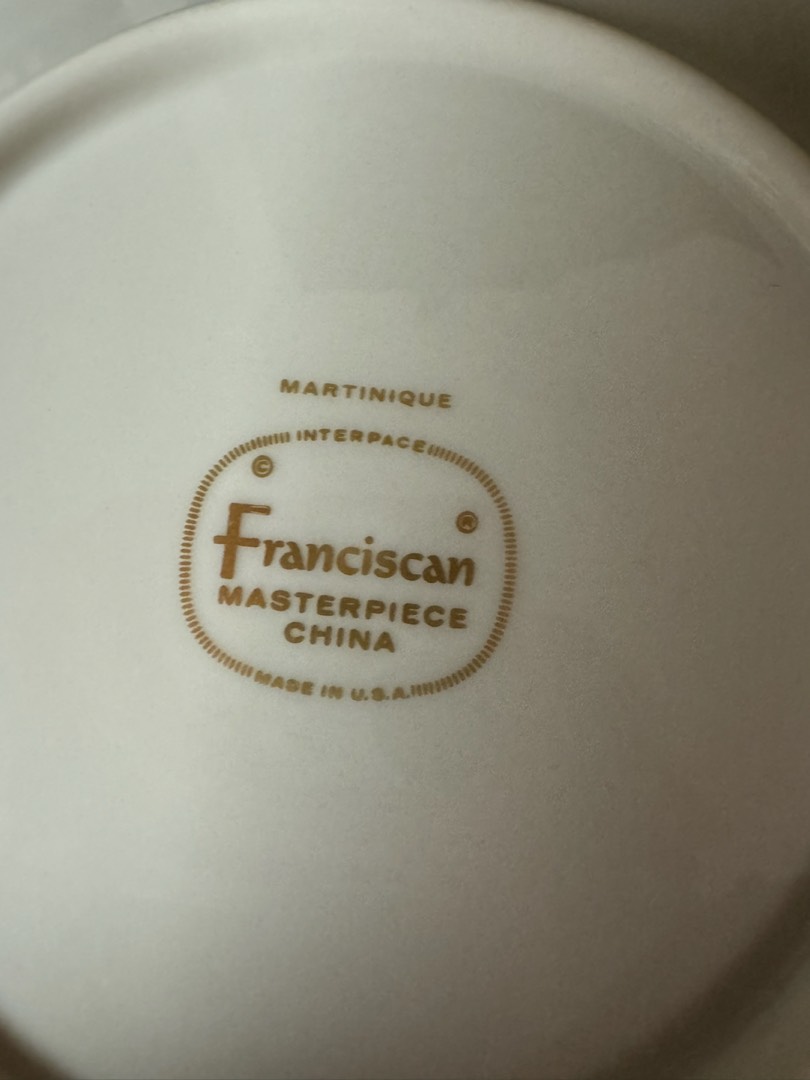 MARTINIQUE
INTERPACE
©
®
Franciscan
MASTERPIECE
CHINA
MADE IN U.S.A.